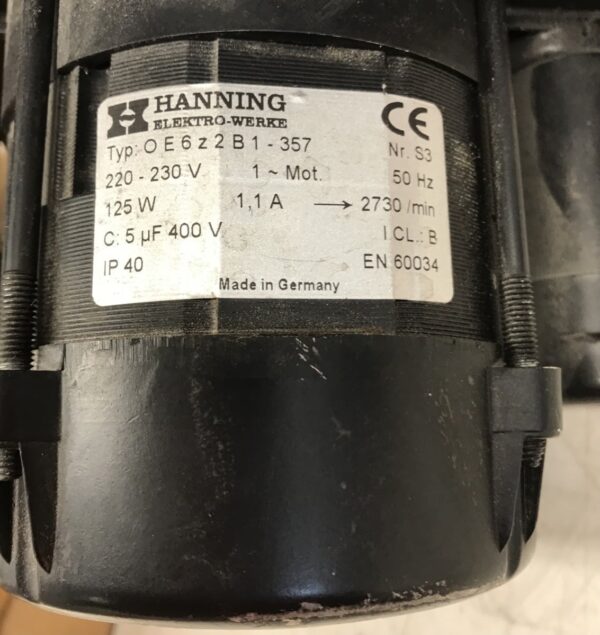 HANNING
ELEKTRO-WERKE
CE
Typ: O E 6 z 2 B 1 - 357 Nr. S3
220 - 230 V 1 ~ Mot. 50 Hz
125 W 1,1 A → 2730 /min
C: 5 µF 400 V I.CL.: B
IP 40 EN 60034
Made in Germany